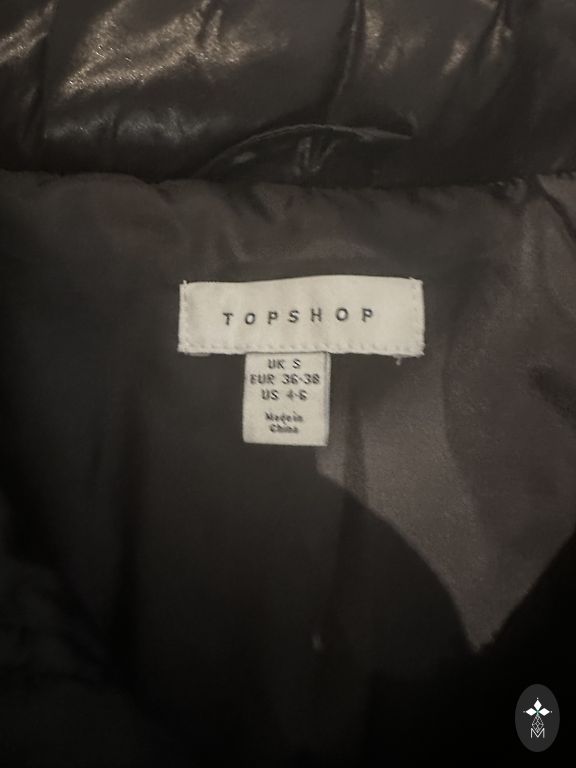 TOPSHOP
UK S
EUR 36-38
US 4-6
Made in
China
M